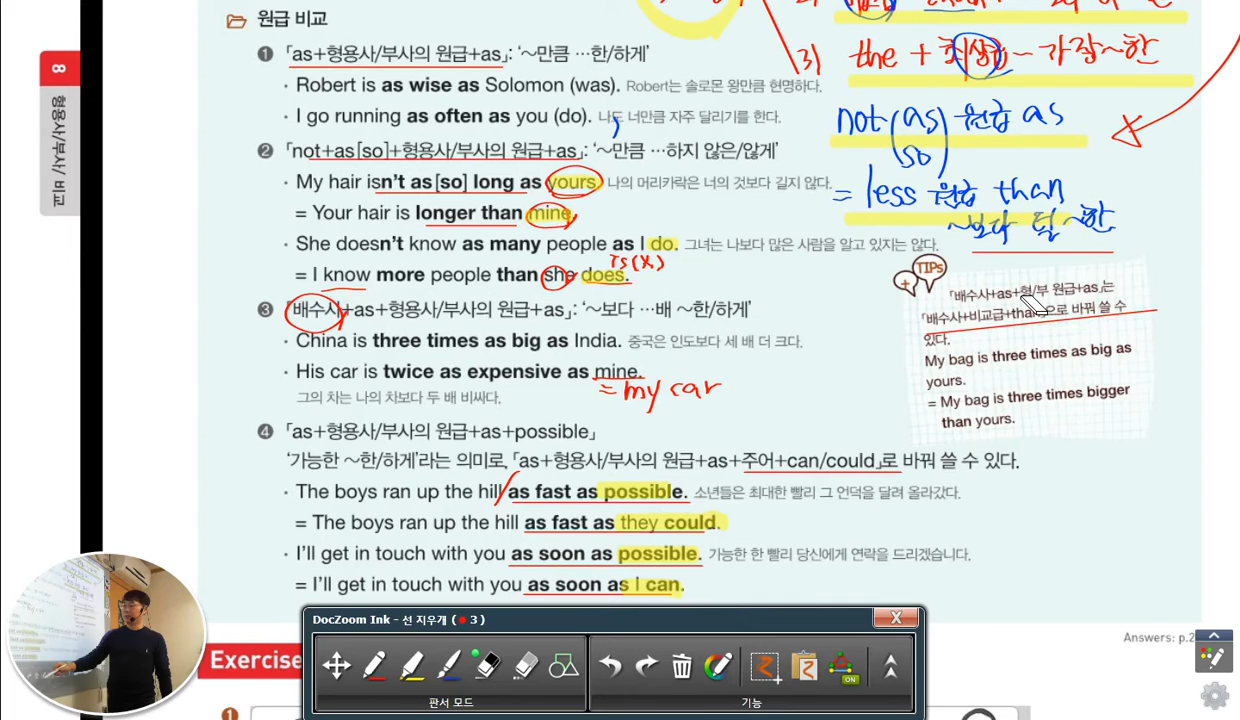 원급 비교
the + 최상급 ~ 가장 ~한
3)
❶ 「as+형용사/부사의 원급+as」: ‘～만큼 …한/하게’
Robert is as wise as Solomon (was). Robert는 솔로몬 왕만큼 현명하다.
I go running as often as you (do). 나도 너만큼 자주 달리기를 한다.
not (as) 원급 as
(so)
❷ 「not+as[so]+형용사/부사의 원급+as」: ‘～만큼 …하지 않은/않게’
My hair isn't as[so] long as yours. 나의 머리카락은 너의 것보다 길지 않다.
= less 원급 than
~보다 덜 ~한
= Your hair is longer than mine.
She doesn't know as many people as I do. 그녀는 나보다 많은 사람을 알고 있지는 않다.
is(X)
= I know more people than she does.
❸ 「배수사+as+형용사/부사의 원급+as」: ‘～보다 …배 ～한/하게’
China is three times as big as India. 중국은 인도보다 세 배 더 크다.
His car is twice as expensive as mine.
= my car
그의 차는 나의 차보다 두 배 비싸다.
TIPs
「배수사+as+형/부 원급+as」는
「배수사+비교급+than」으로 바꿔 쓸 수
있다.
My bag is three times as big as
yours.
= My bag is three times bigger
than yours.
❹ 「as+형용사/부사의 원급+as+possible」
‘가능한 ～한/하게’라는 의미로, 「as+형용사/부사의 원급+as+주어+can/could」로 바꿔 쓸 수 있다.
The boys ran up the hill as fast as possible. 소년들은 최대한 빨리 그 언덕을 달려 올라갔다.
= The boys ran up the hill as fast as they could.
I'll get in touch with you as soon as possible. 가능한 한 빨리 당신에게 연락을 드리겠습니다.
= I'll get in touch with you as soon as I can.
8
형용사/부사/ 비교
Answers: p.2
Exercise
1
DocZoom Ink - 선 지우개 ( 3 )
X
ON
판서 모드
기능